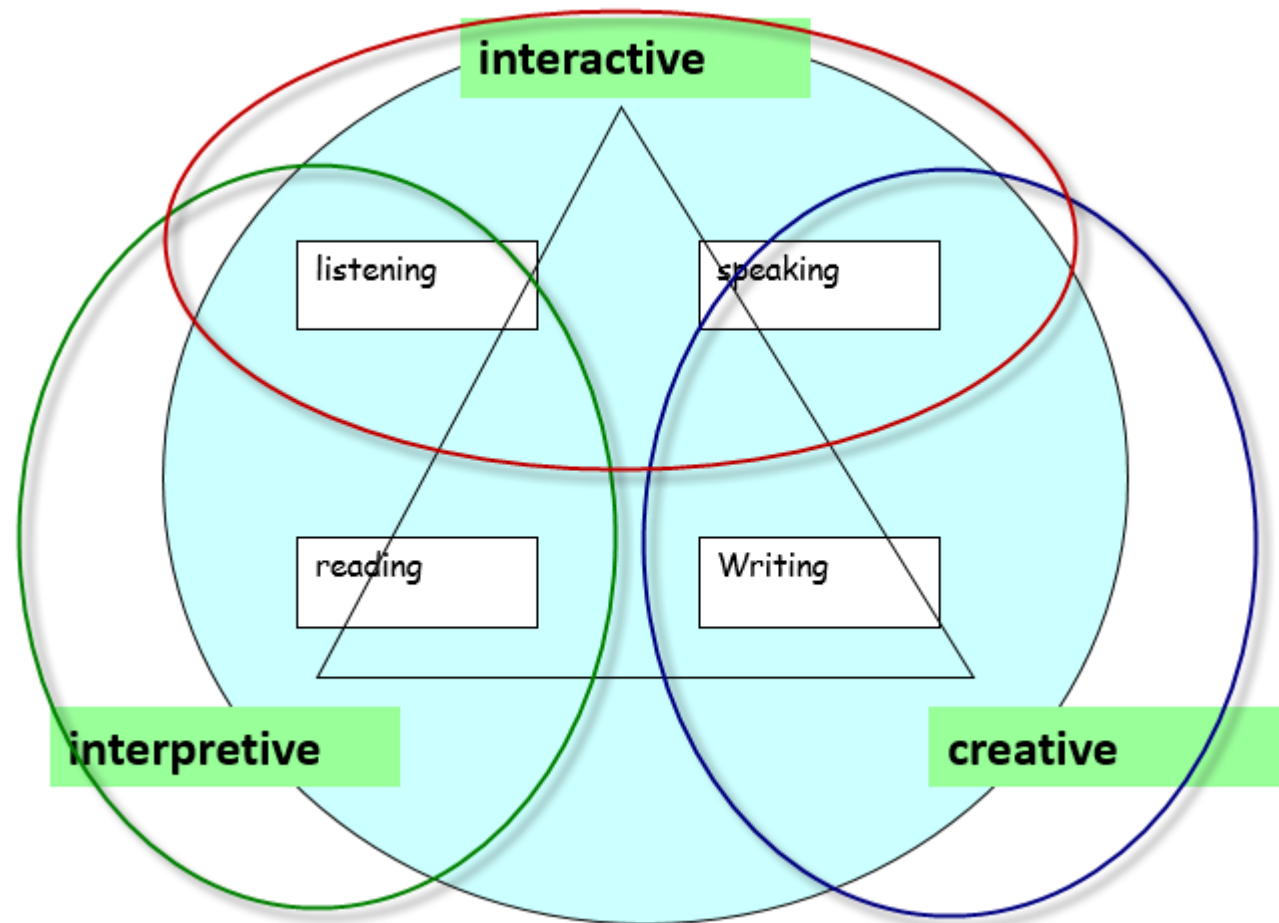 interactive
listening
speaking
reading
Writing
interpretive
creative